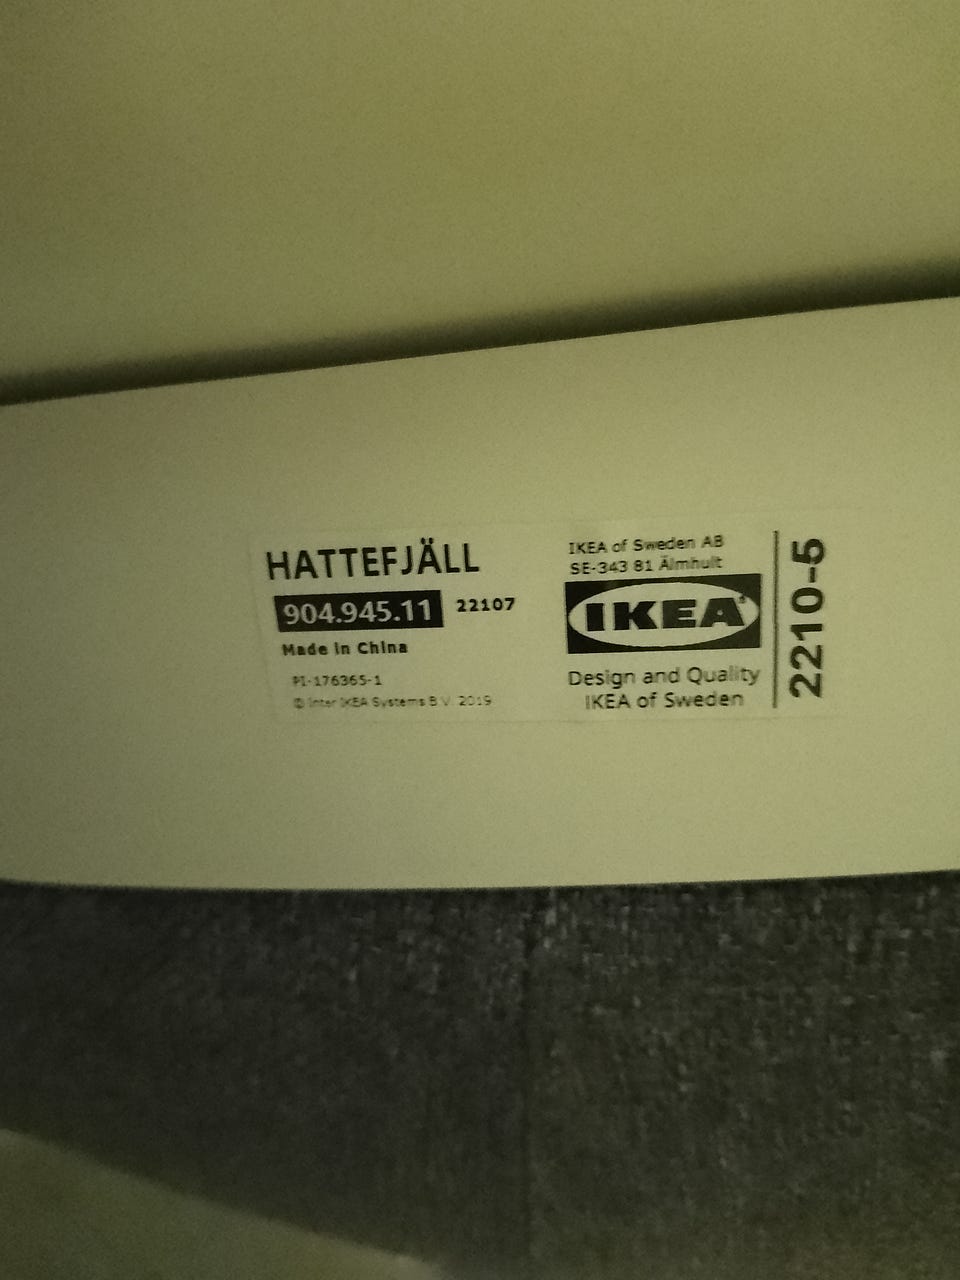 HATTEFJÄLL
904.945.11 22107
Made in China
PI-176365-1
© Inter IKEA Systems B.V. 2019
IKEA of Sweden AB
SE-343 81 Älmhult
IKEA®
Design and Quality
IKEA of Sweden
2210-5